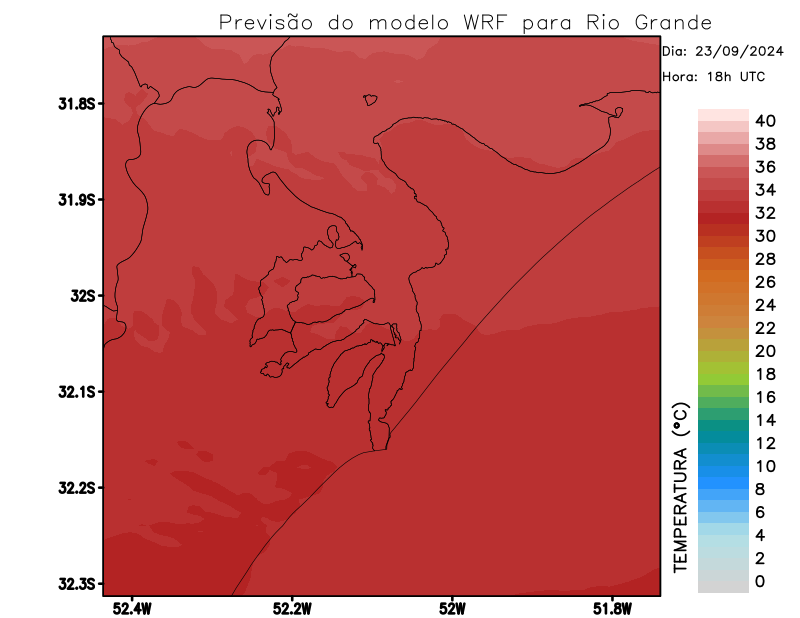 Previsão do modelo WRF para Rio Grande
Dia: 23/09/2024
Hora: 18h UTC
31.8S
31.9S
32S
32.1S
32.2S
32.3S
52.4W
52.2W
52W
51.8W
TEMPERATURA (°C)
40
38
36
34
32
30
28
26
24
22
20
18
16
14
12
10
8
6
4
2
0